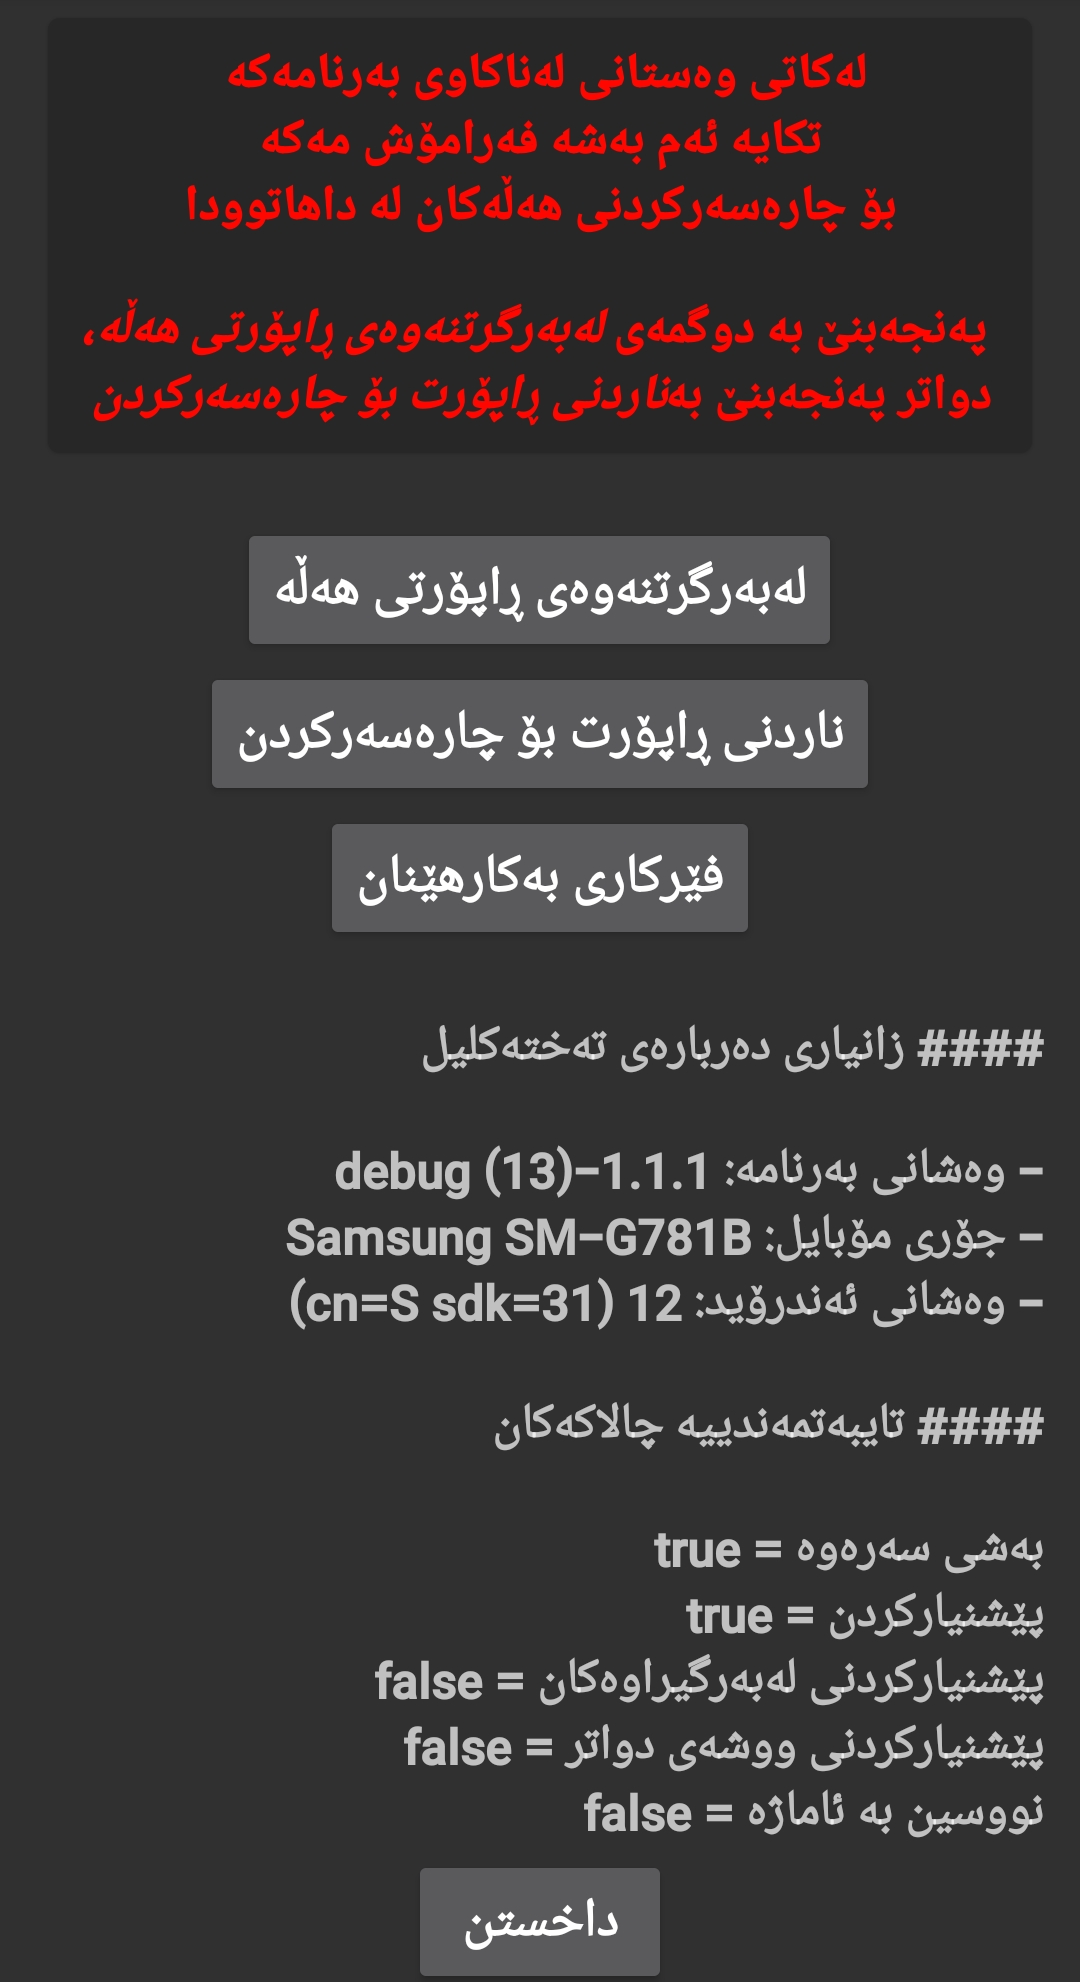 لەکاتی وەستانی لەناکاوی بەرنامەکە
تکایە ئەم بەشە فەرامۆش مەکە
بۆ چارەسەرکردنی هەڵەکان لە داهاتوودا
پەنجەبنێ بە دوگمەی لەبەرگرتنەوەی ڕاپۆرتی هەڵە،
دواتر پەنجەبنێ بەناردنی ڕاپۆرت بۆ چارەسەرکردن
لەبەرگرتنەوەی ڕاپۆرتی هەڵە
ناردنی ڕاپۆرت بۆ چارەسەرکردن
فێرکاری بەکارهێنان
#### زانیاری دەربارەی تەختەکلیل
- وەشانی بەرنامە: 1.1.1-debug (13)
- جۆری مۆبایل: Samsung SM-G781B
- وەشانی ئەندرۆید: 12 (cn=S sdk=31)
#### تایبەتمەندییە چالاکەکان
بەشی سەرەوە = true
پێشنیارکردن = true
پێشنیارکردنی لەبەرگیراوەکان = false
پێشنیارکردنی ووشەی دواتر = false
نووسین بە ئاماژە = false
داخستن